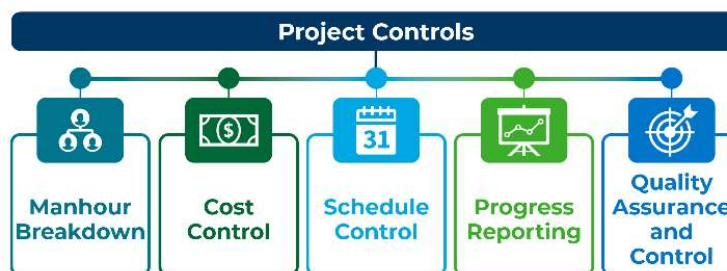 Project Controls
$
31
Manhour
Breakdown
Cost
Control
Schedule
Control
Progress
Reporting
Quality
Assurance
and
Control